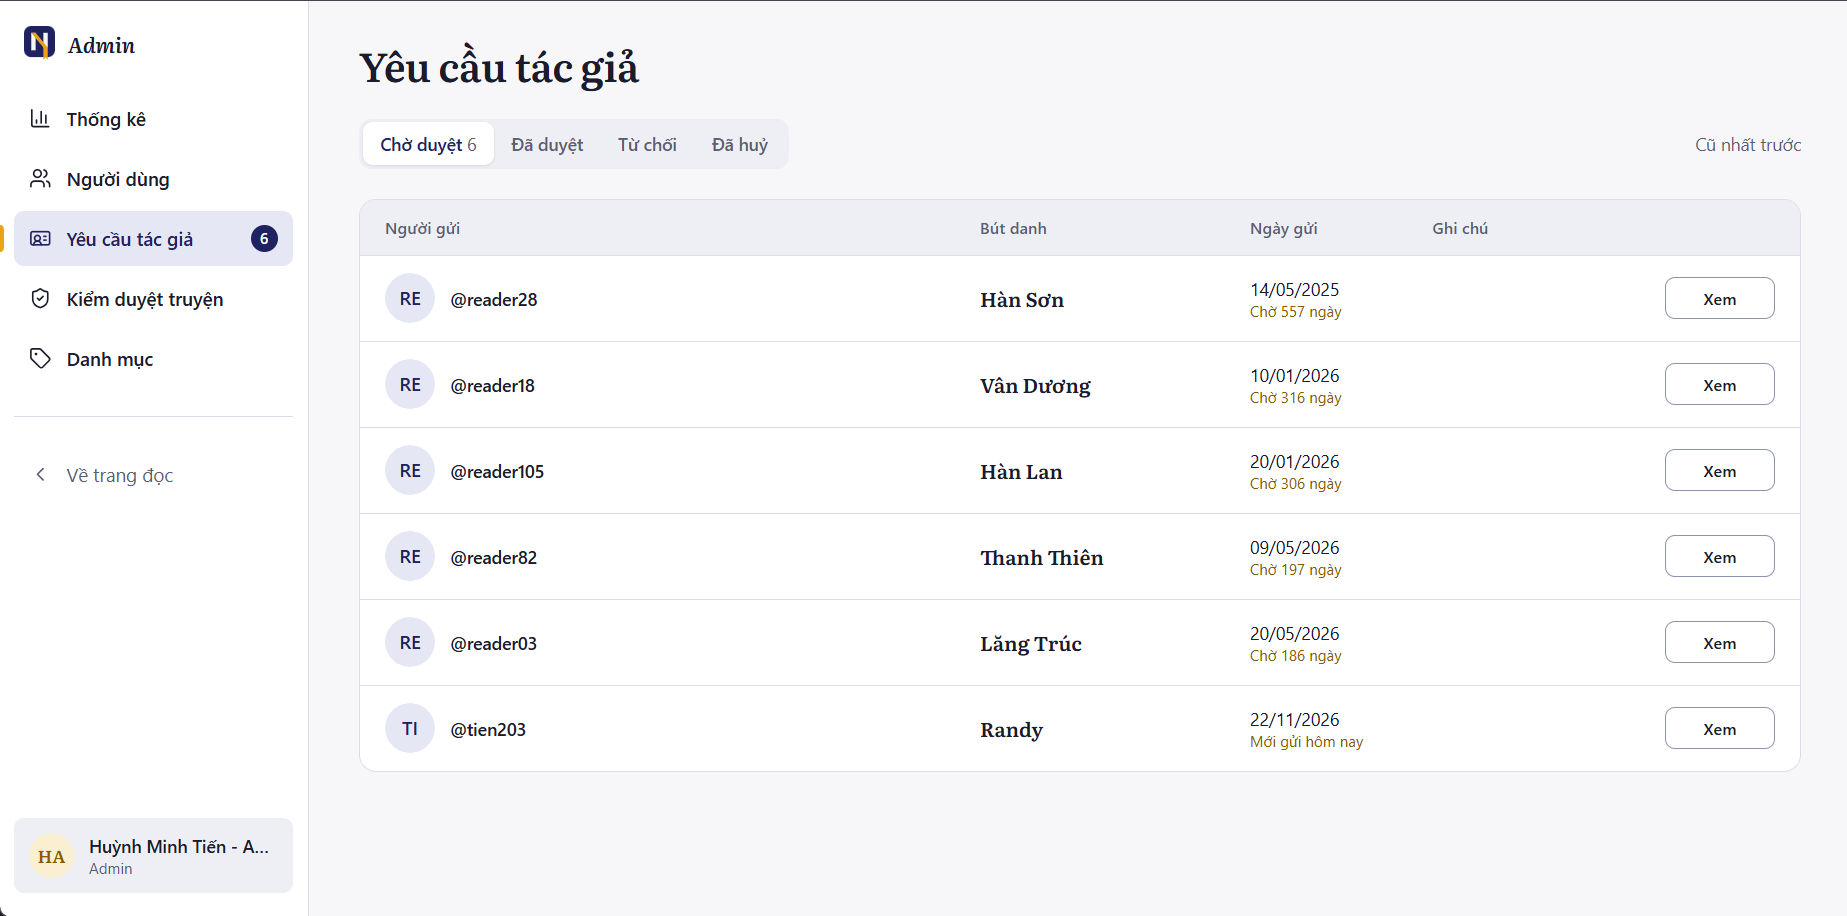 Admin
Thống kê
Người dùng
Yêu cầu tác giả 6
Kiểm duyệt truyện
Danh mục
Về trang đọc
Huỳnh Minh Tiến - A...
HA
Admin
Yêu cầu tác giả
Chờ duyệt 6 Đã duyệt Từ chối Đã huỷ
Cũ nhất trước
Người gửi Bút danh Ngày gửi Ghi chú
RE @reader28 Hàn Sơn 14/05/2025 Xem
Chờ 557 ngày
RE @reader18 Vân Dương 10/01/2026 Xem
Chờ 316 ngày
RE @reader105 Hàn Lan 20/01/2026 Xem
Chờ 306 ngày
RE @reader82 Thanh Thiên 09/05/2026 Xem
Chờ 197 ngày
RE @reader03 Lăng Trúc 20/05/2026 Xem
Chờ 186 ngày
TI @tien203 Randy 22/11/2026 Xem
Mới gửi hôm nay